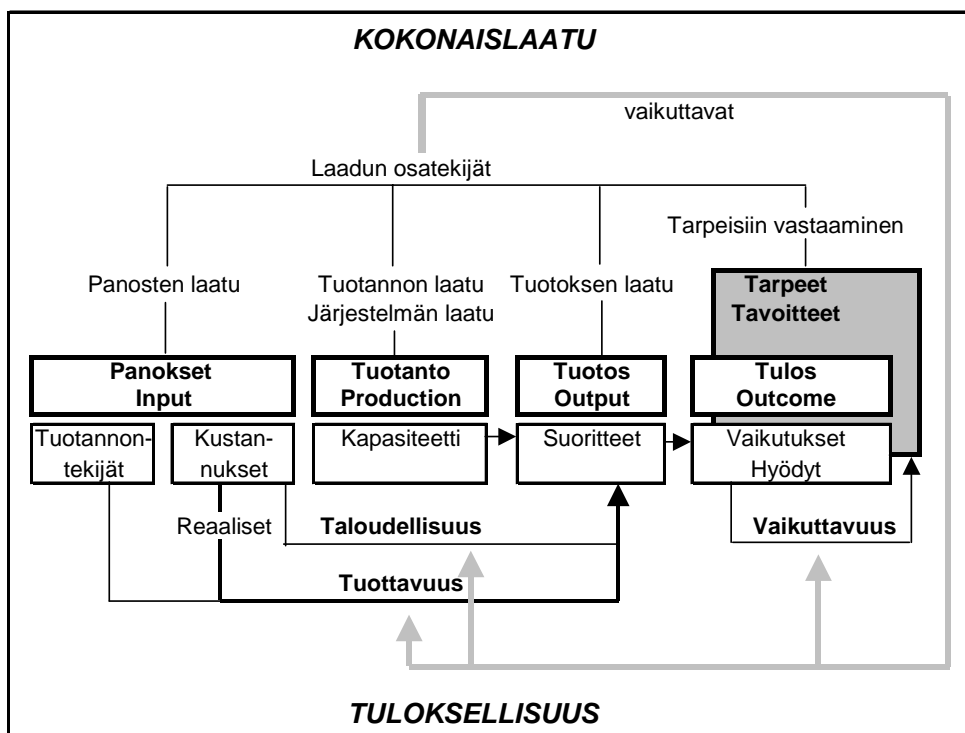 KOKONAISLAATU
vaikuttavat
Laadun osatekijät
Tarpeisiin vastaaminen
Panosten laatu
Tuotannon laatu
Järjestelmän laatu
Tuotoksen laatu
Tarpeet
Tavoitteet
Panokset
Input
Tuotanto
Production
Tuotos
Output
Tulos
Outcome
Tuotannon-
tekijät
Kustan-
nukset
Kapasiteetti
Suoritteet
Vaikutukset
Hyödyt
Reaaliset
Taloudellisuus
Vaikuttavuus
Tuottavuus
TULOKSELLISUUS